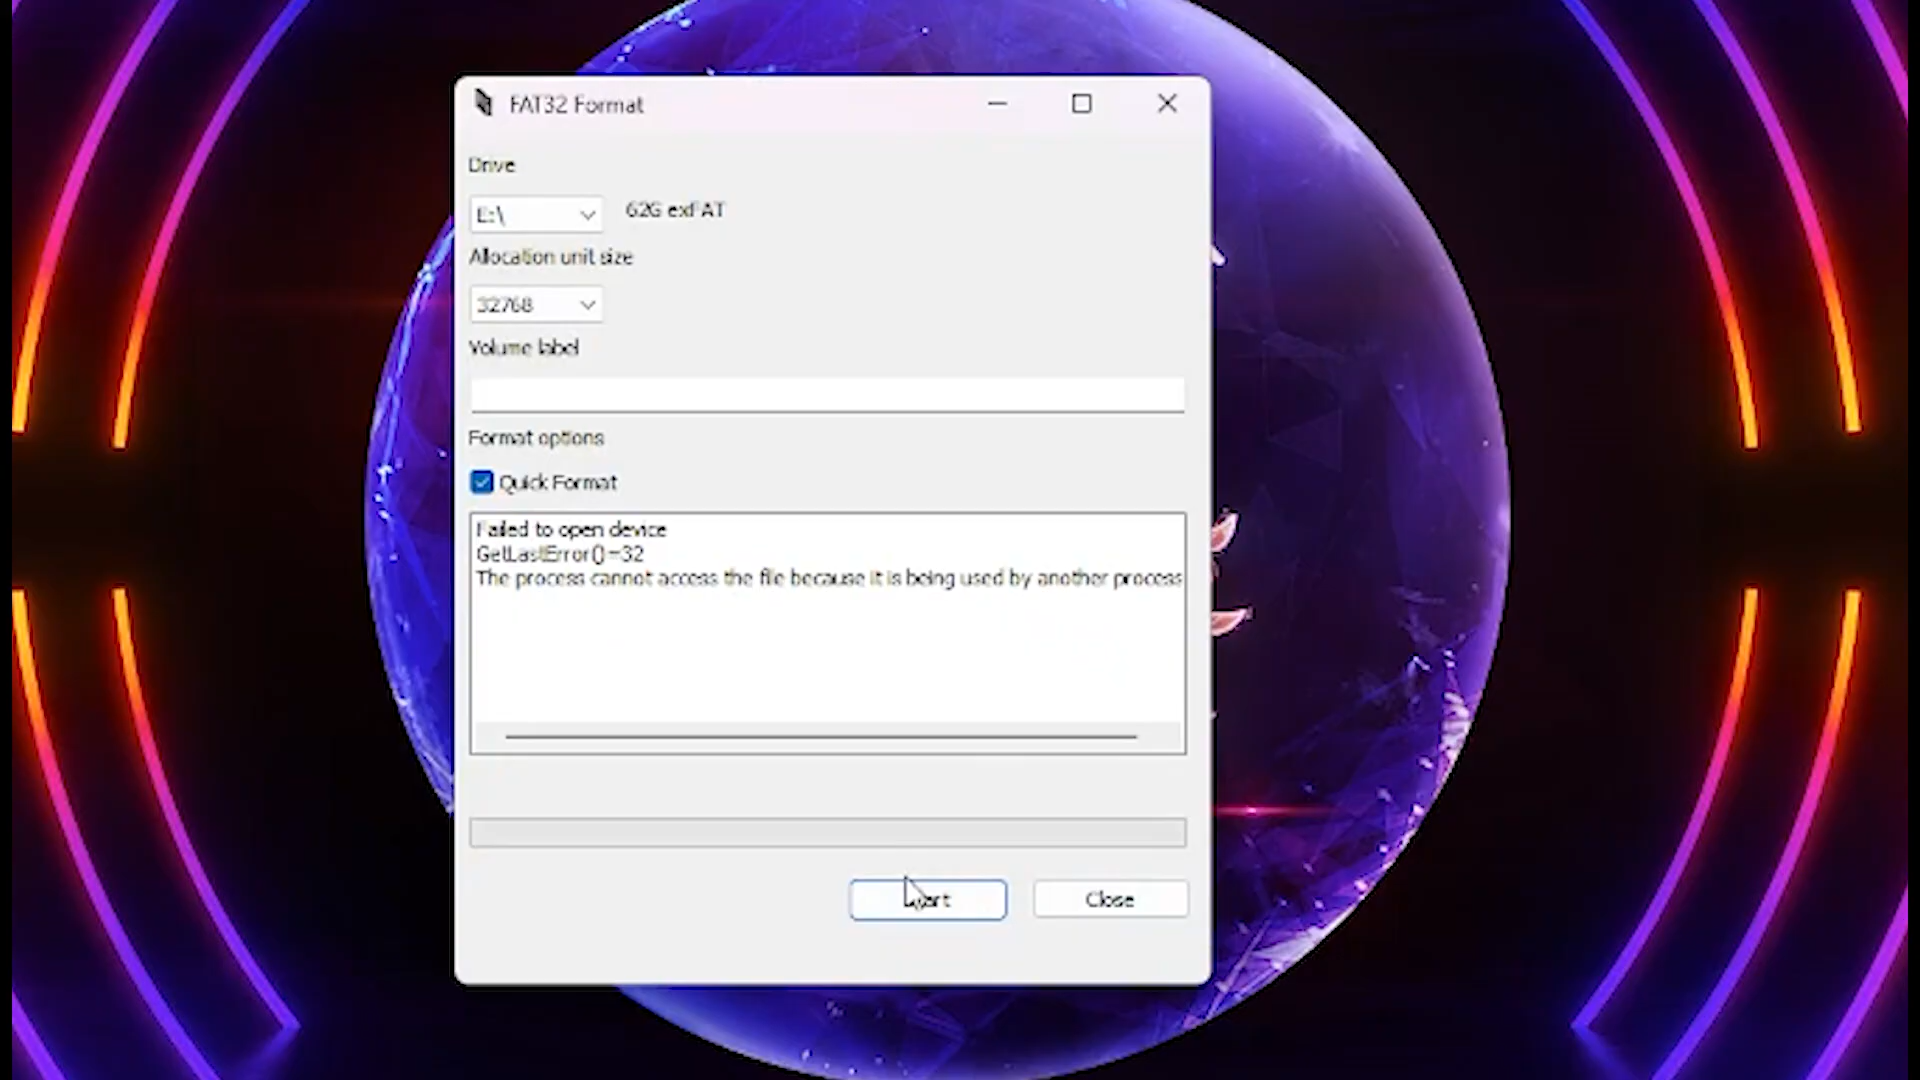 FAT32 Format
Drive
E:\
62G exFAT
Allocation unit size
32768
Volume label
Format options
Quick Format
Failed to open device
GetLastError()=32
The process cannot access the file because it is being used by another process
Close